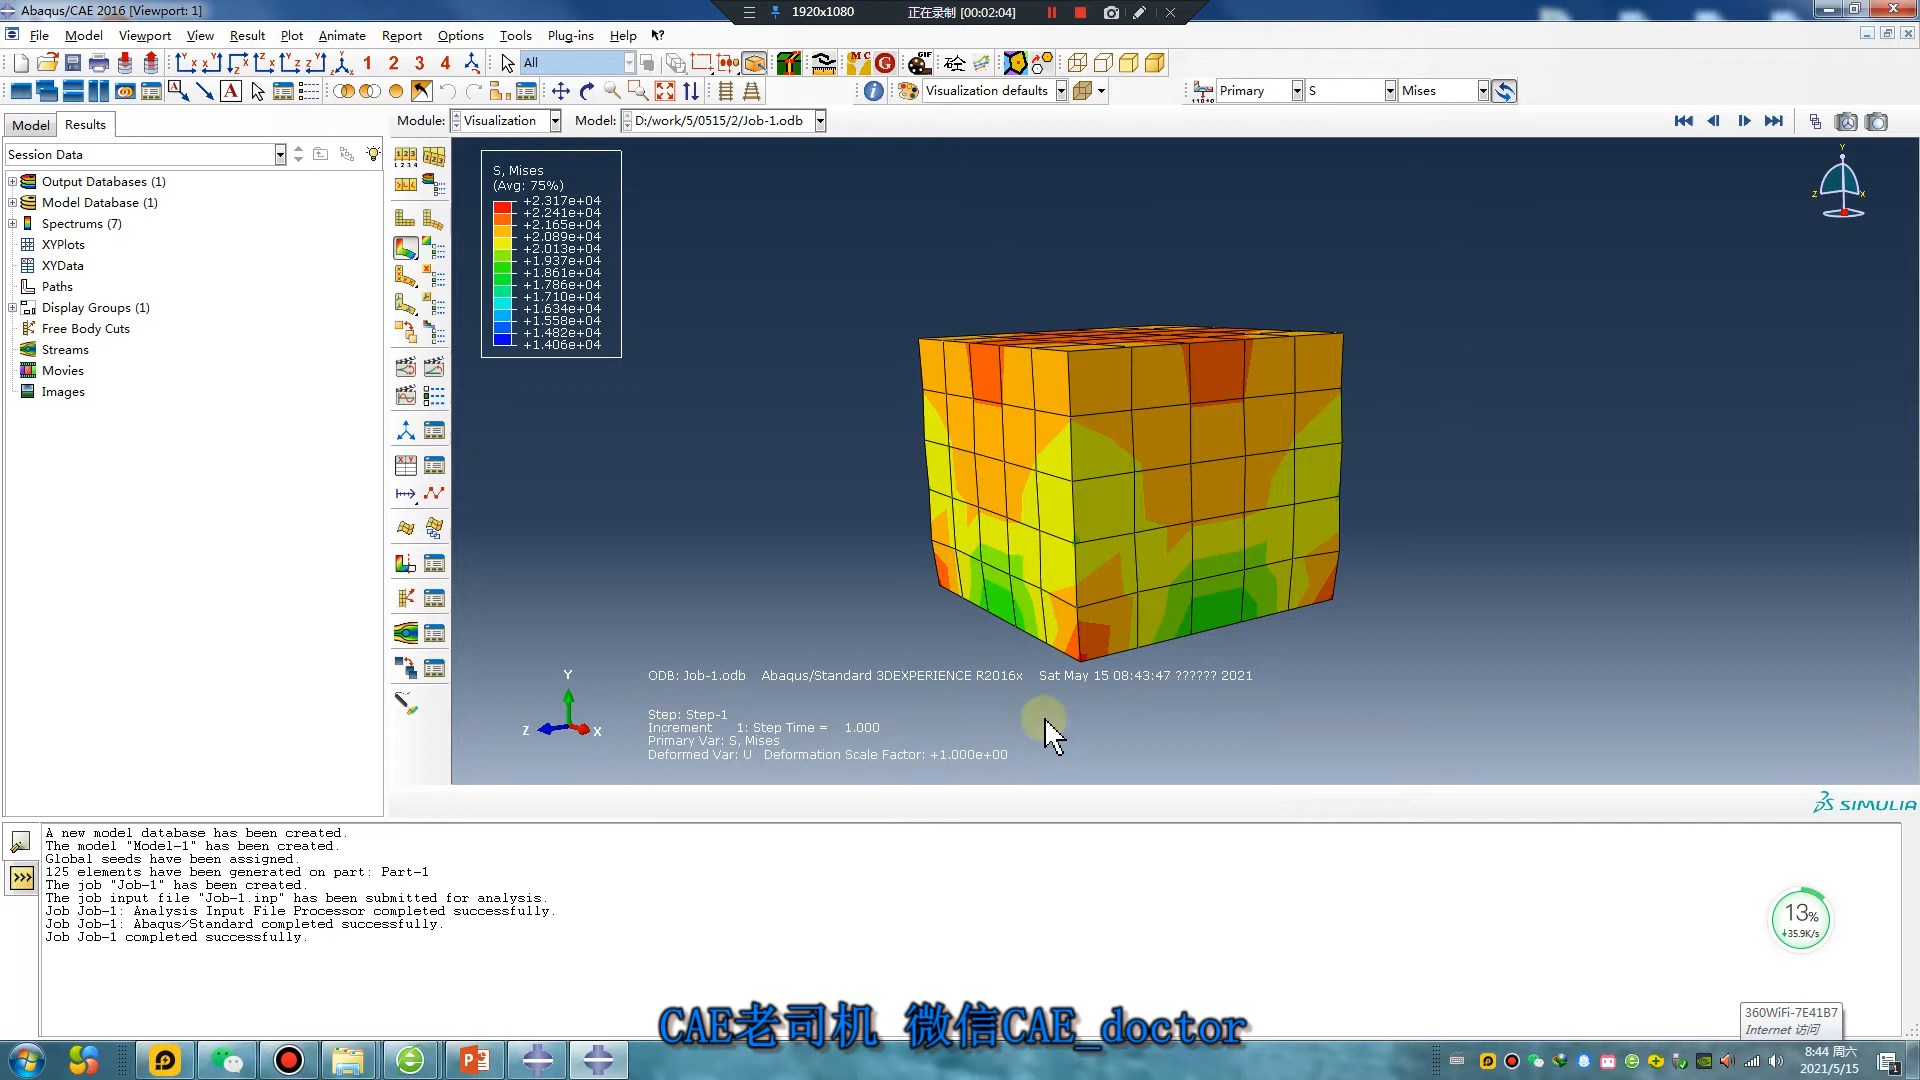 Abaqus/CAE 2016 [Viewport: 1]
1920x1080
正在录制 [00:02:04]
File Model Viewport View Result Plot Animate Report Options Tools Plug-ins Help
1 2 3 4
All
GIF
Visualization defaults
Primary
S
Mises
Model Results
Module: Visualization Model: D:/work/5/0515/2/Job-1.odb
Session Data
Output Databases (1)
Model Database (1)
Spectrums (7)
XYPlots
XYData
Paths
Display Groups (1)
Free Body Cuts
Streams
Movies
Images
S, Mises
(Avg: 75%)
+2.317e+04
+2.241e+04
+2.165e+04
+2.089e+04
+2.013e+04
+1.937e+04
+1.861e+04
+1.786e+04
+1.710e+04
+1.634e+04
+1.558e+04
+1.482e+04
+1.406e+04
Y
Z
X
Y
Z
X
ODB: Job-1.odb Abaqus/Standard 3DEXPERIENCE R2016x Sat May 15 08:43:47 ?????? 2021
Step: Step-1
Increment 1: Step Time = 1.000
Primary Var: S, Mises
Deformed Var: U Deformation Scale Factor: +1.000e+00
SIMULIA
A new model database has been created.
The model "Model-1" has been created.
Global seeds have been assigned.
125 elements have been generated on part: Part-1
The job "Job-1" has been created.
The job input file "Job-1.inp" has been submitted for analysis.
Job Job-1: Analysis Input File Processor completed successfully.
Job Job-1: Abaqus/Standard completed successfully.
Job Job-1 completed successfully.
13%
35.9K/s
360WiFi-7E41B7
Internet 访问
CAE老司机 微信CAE_doctor
8:44 周六
2021/5/15